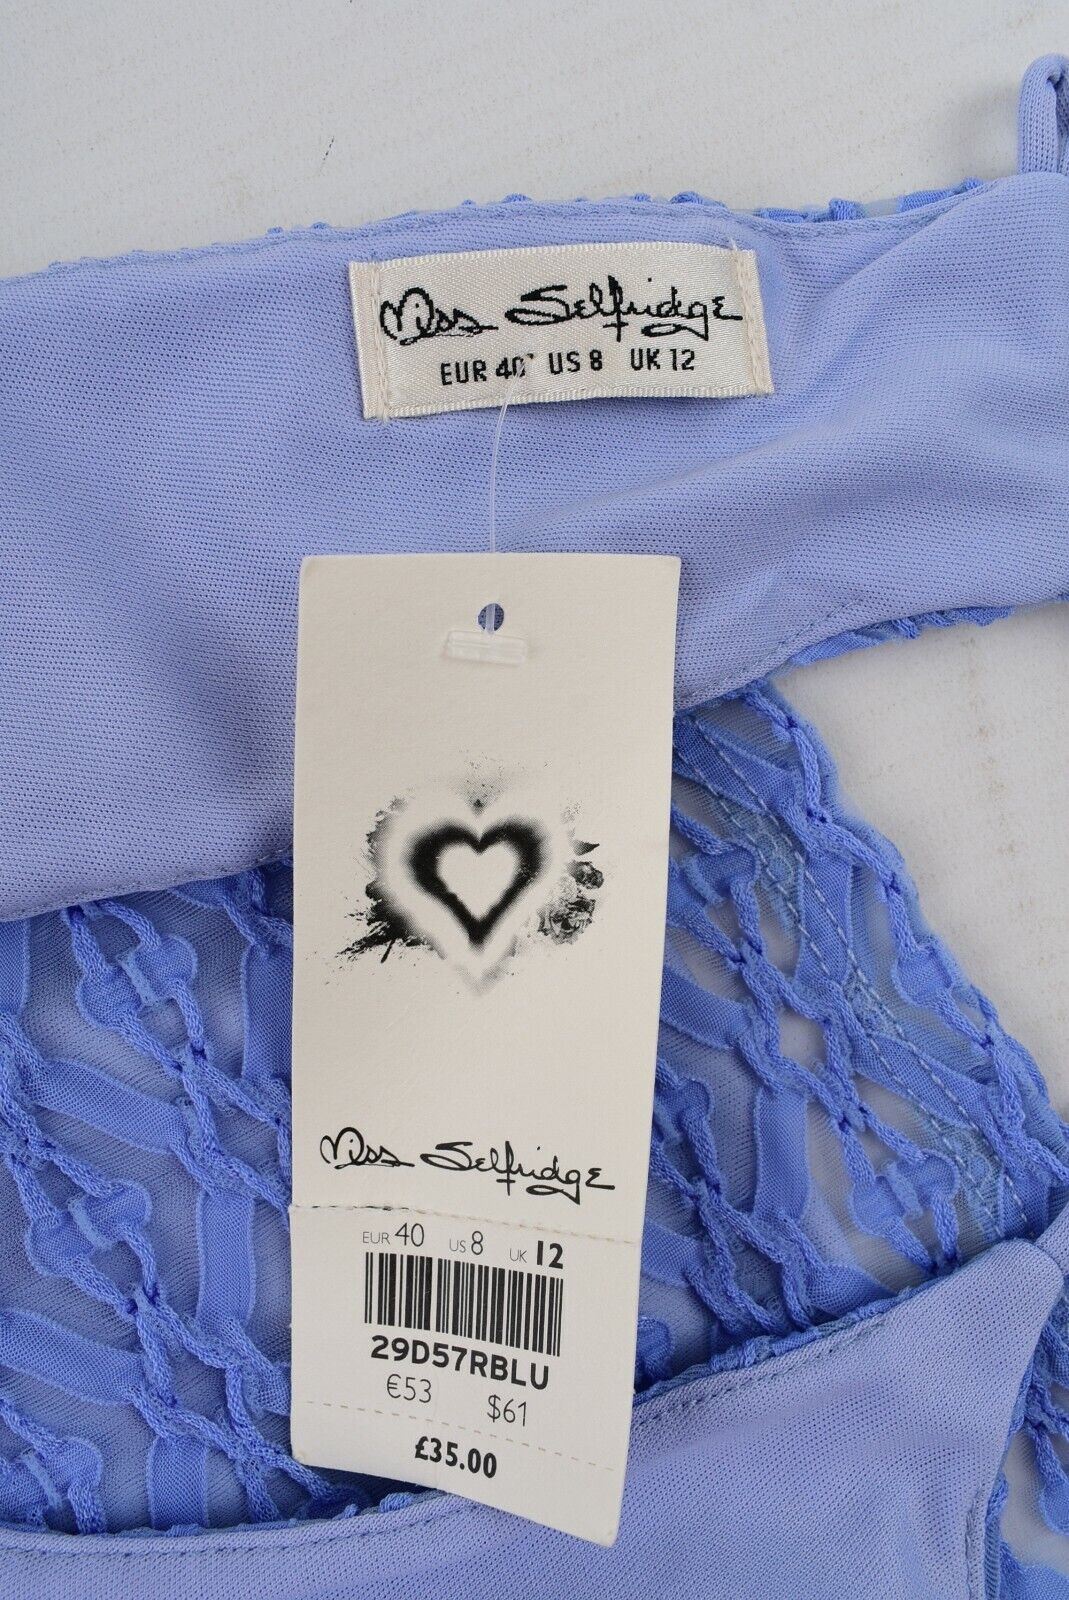 Miss Selfridge
EUR 40 US 8 UK 12
Miss Selfridge
EUR 40 US 8 UK 12
29D57RBLU
€53 $61
£35.00